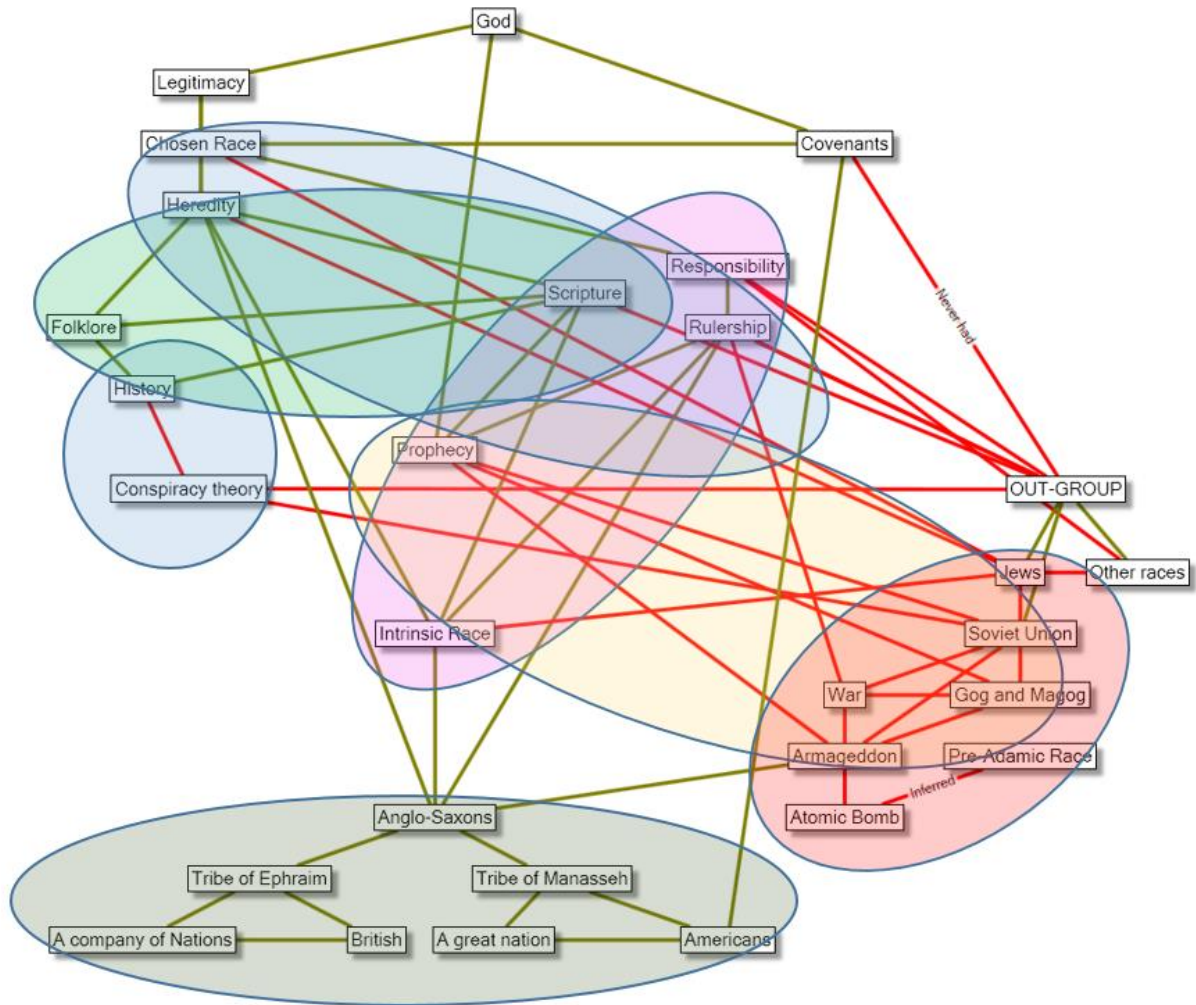 God
Legitimacy
Chosen Race
Covenants
Heredity
Responsibility
Scripture
Never had
Folklore
Rulership
History
Prophecy
Conspiracy theory
OUT-GROUP
Jews
Other races
Intrinsic Race
Soviet Union
War
Gog and Magog
Armageddon
Pre-Adamic Race
Inferred
Anglo-Saxons
Atomic Bomb
Tribe of Ephraim
Tribe of Manasseh
A company of Nations
British
A great nation
Americans